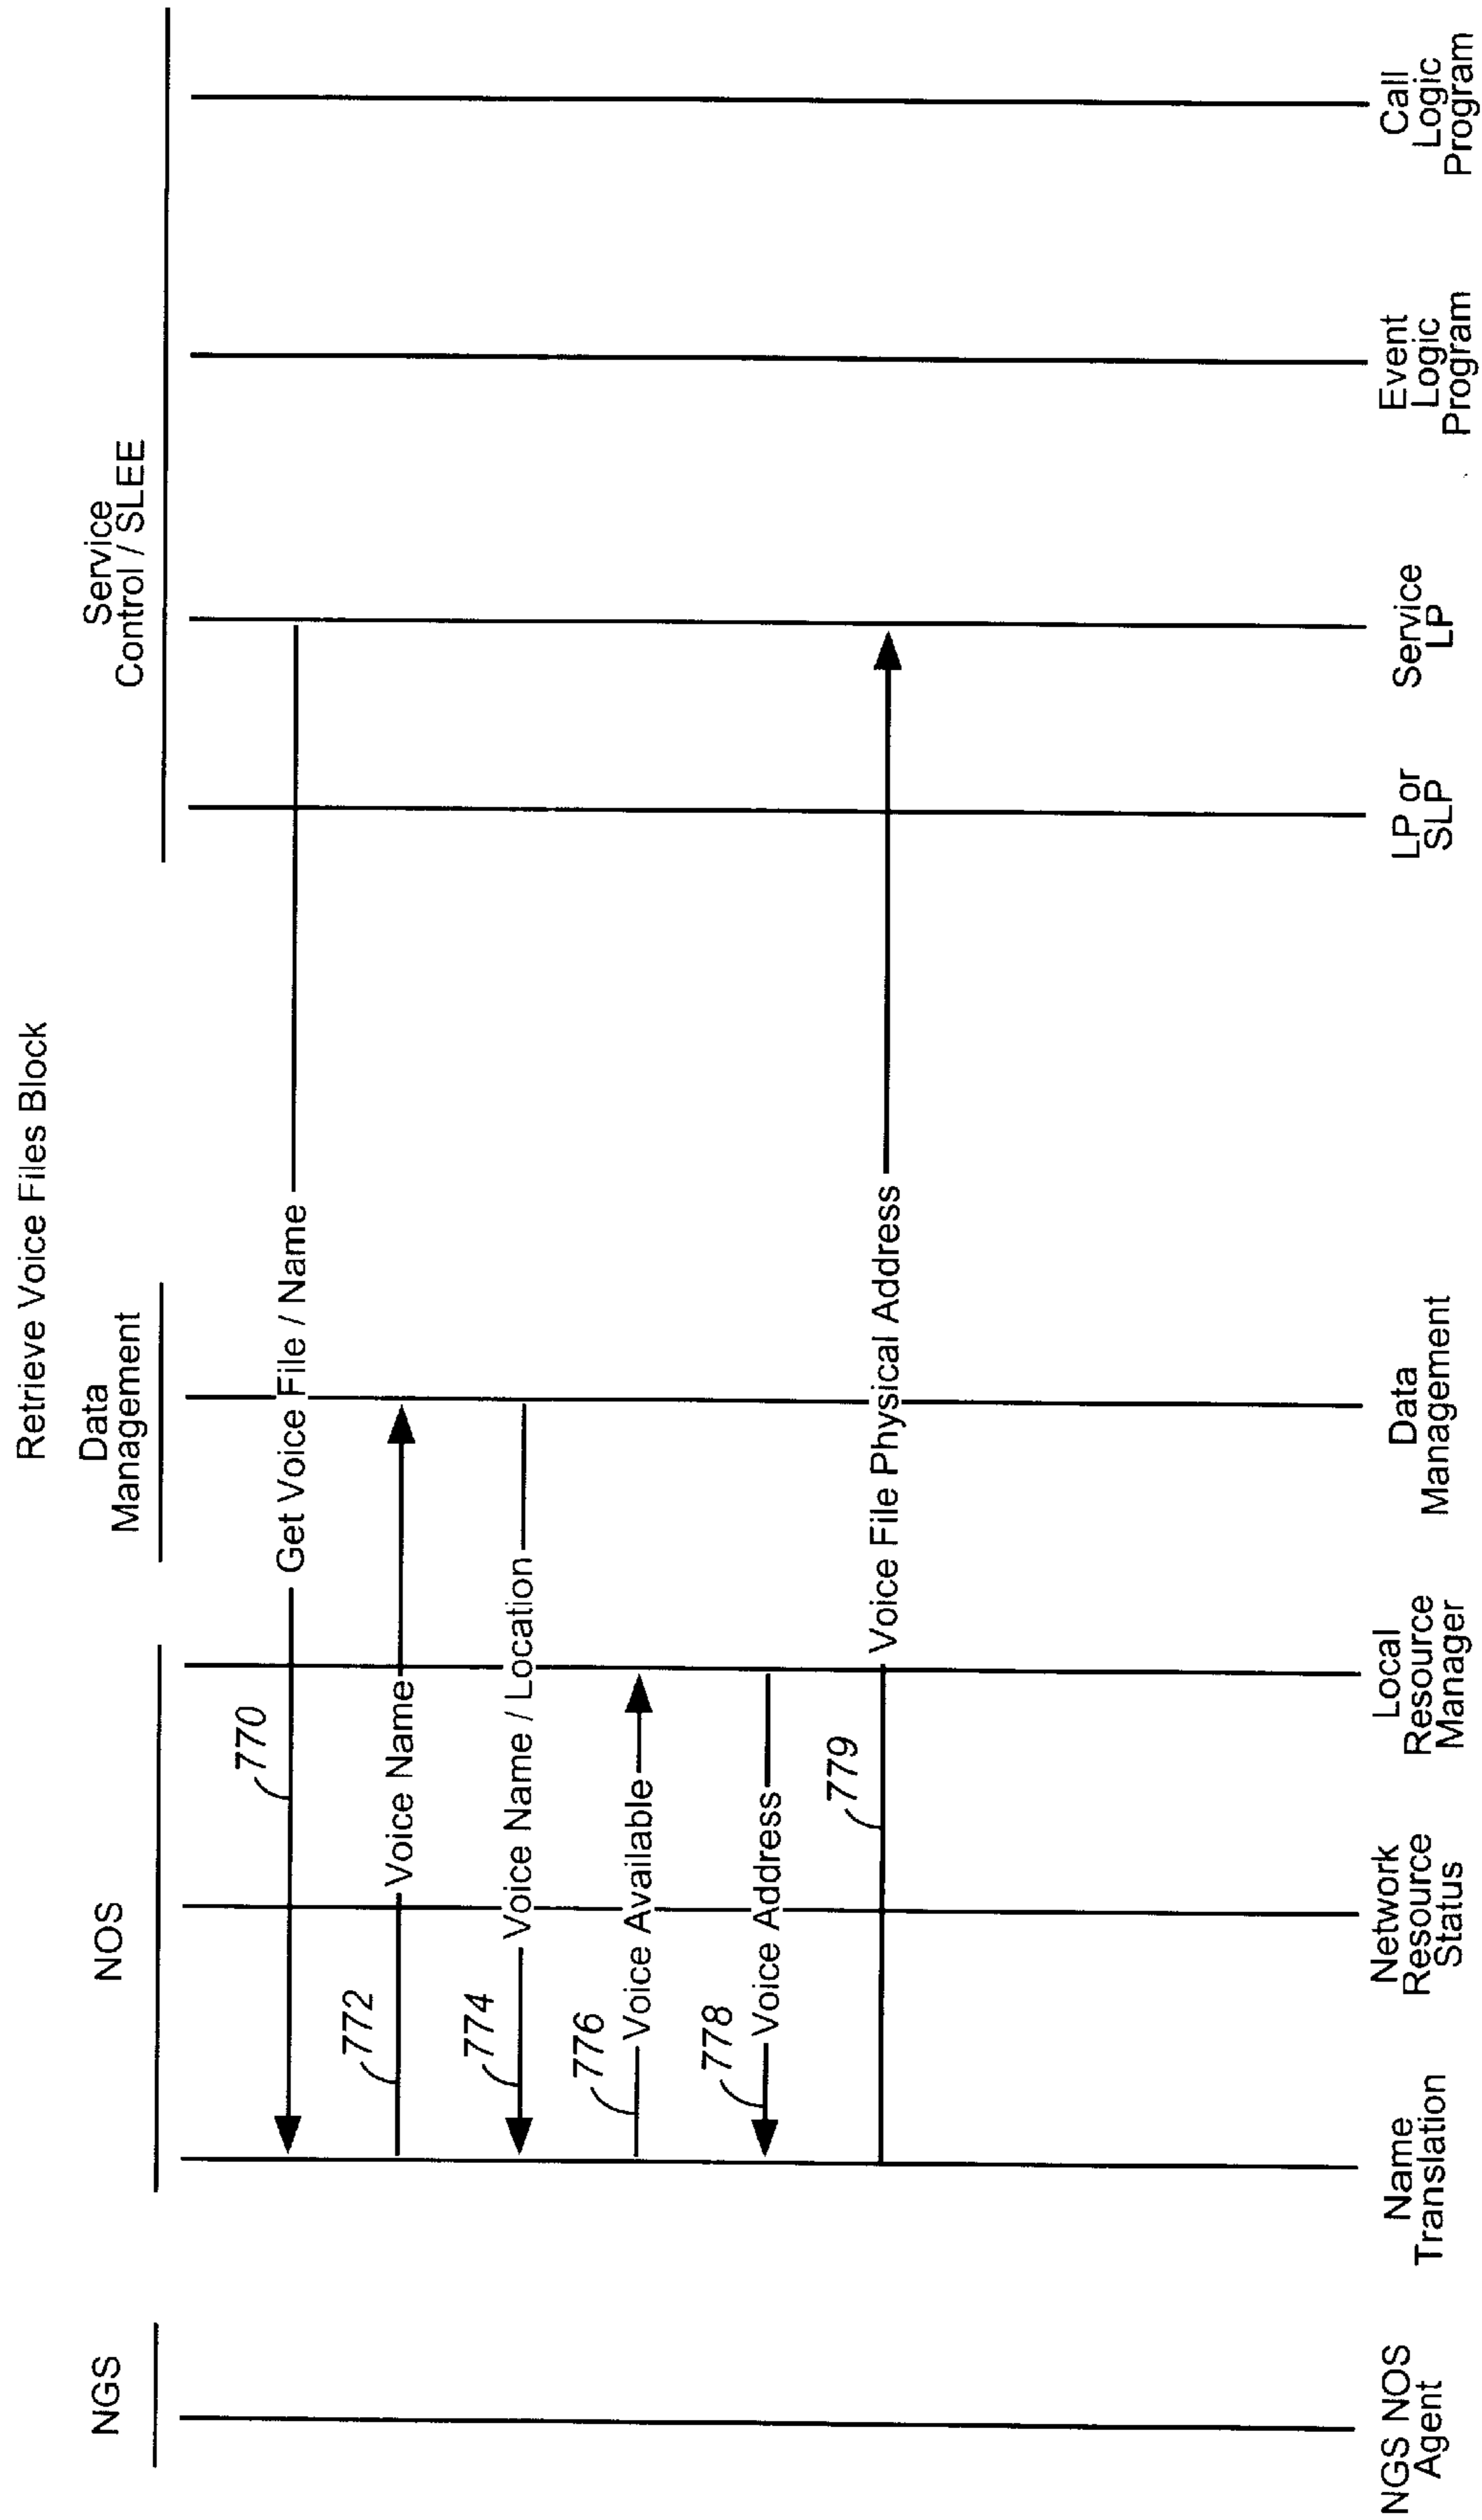 Retrieve Voice Files Block
NGS
NOS
Data
Management
Service
Control / SLEE
770
Get Voice File / Name
772
Voice Name
774
Voice Name / Location
776
Voice Available
778
Voice Address
779
Voice File Physical Address
NGS NOS
Agent
Name
Translation
Network
Resource
Status
Local
Resource
Manager
Data
Management
LP or
SLP
Service
LP
Event
Logic
Program
Call
Logic
Program